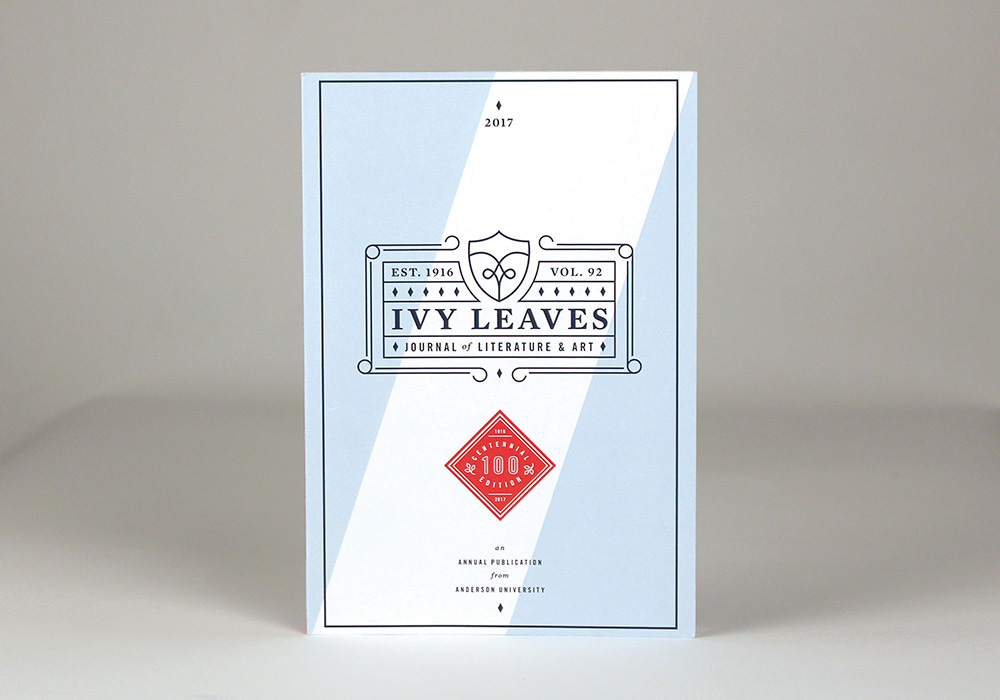 2017
EST. 1916 VOL. 92
IVY LEAVES
JOURNAL of LITERATURE & ART
1916
CENTENNIAL
100
EDITION
2017
an
ANNUAL PUBLICATION
from
ANDERSON UNIVERSITY